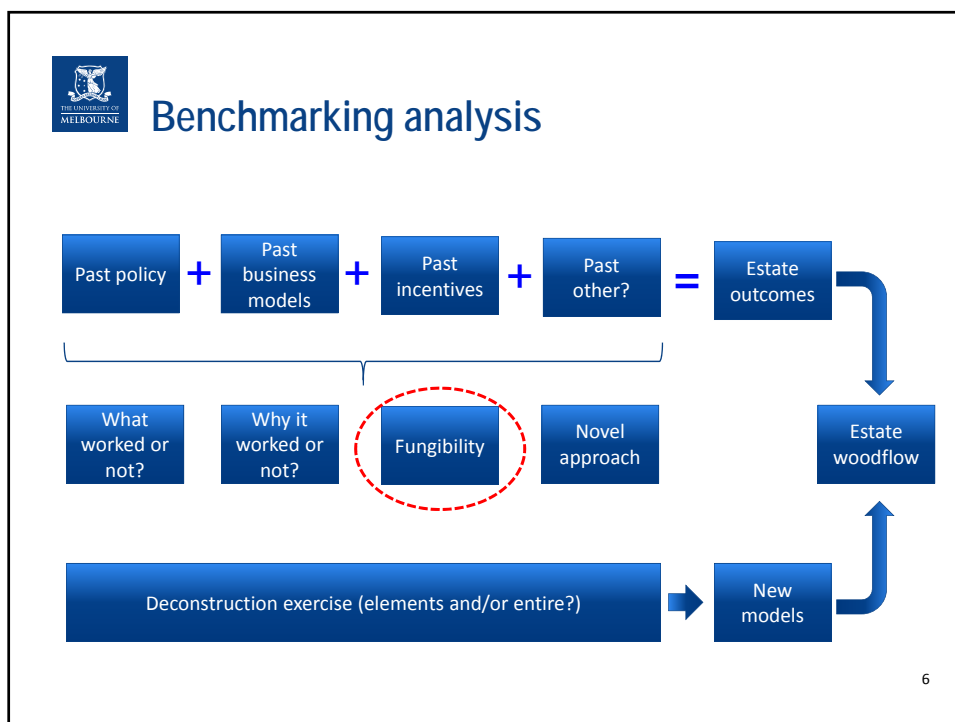 THE UNIVERSITY OF
MELBOURNE
Benchmarking analysis
Past policy
+
Past
business
models
+
Past
incentives
+
Past
other?
=
Estate
outcomes
What
worked or
not?
Why it
worked or
not?
Fungibility
Novel
approach
Estate
woodflow
Deconstruction exercise (elements and/or entire?)
New
models
6